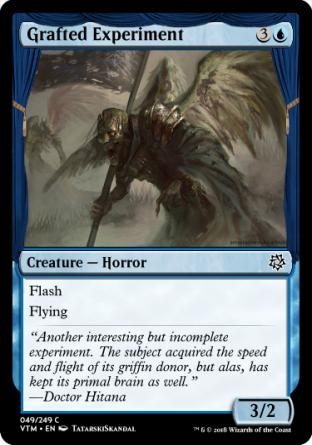 Grafted Experiment 3
Creature — Horror
Flash
Flying
“Another interesting but incomplete
experiment. The subject acquired the speed
and flight of its griffin donor, but alas, has
kept its primal brain as well.”
—Doctor Hitana
3/2
049/249 C
VTM • EN TatarskiSkandal ™ & © 2018 Wizards of the Coast